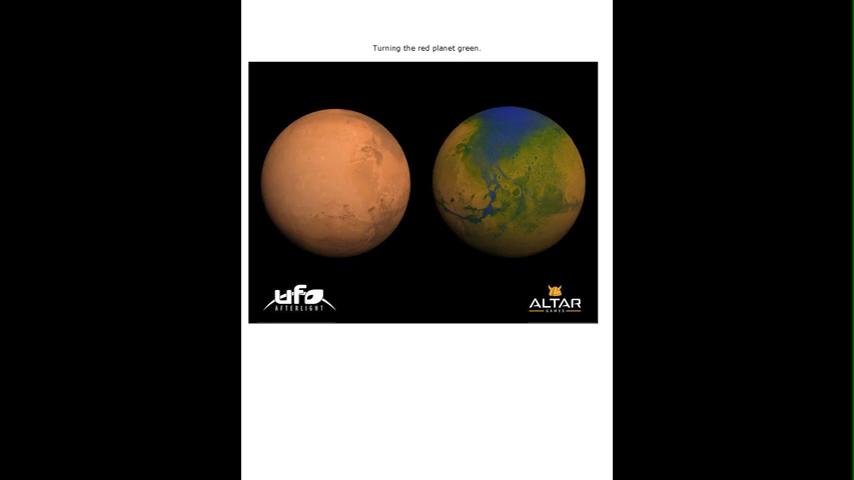 Turning the red planet green.
ufo
AFTERLIGHT
ALTAR
GAMES